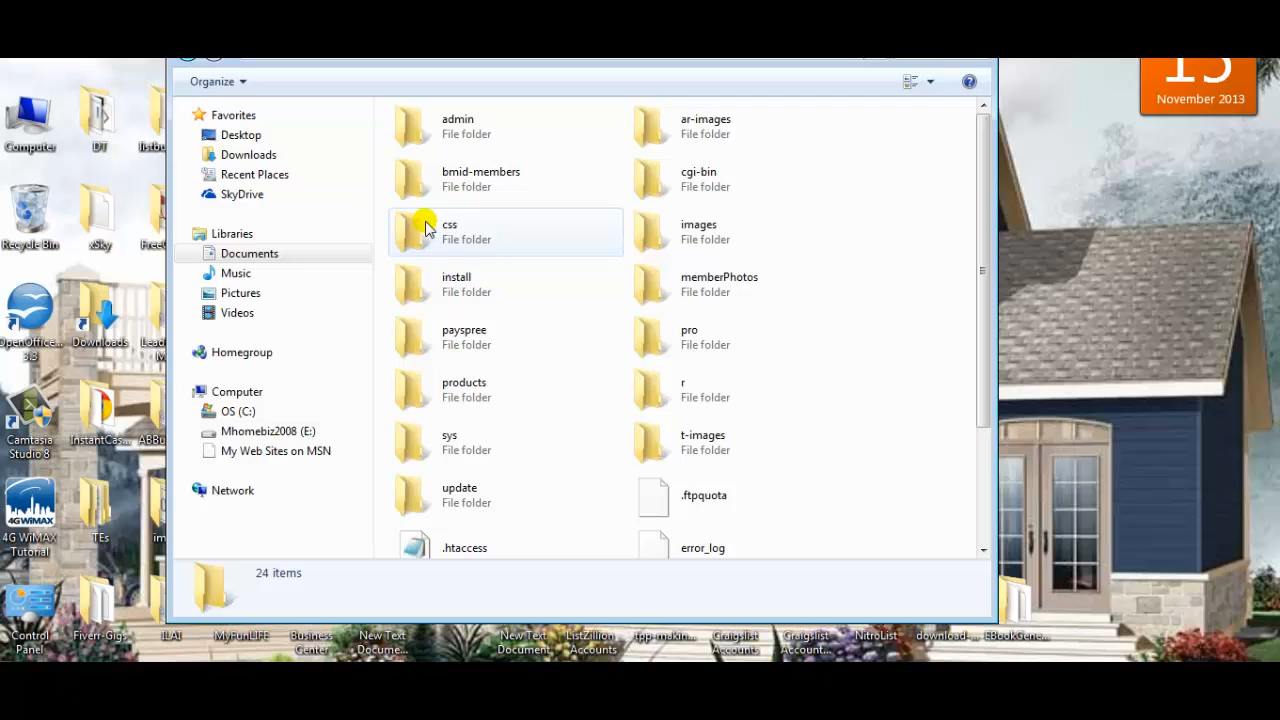 13
November 2013
Organize
Favorites
Desktop
Downloads
Recent Places
SkyDrive
Libraries
Documents
Music
Pictures
Videos
Homegroup
Computer
OS (C:)
Mhomebiz2008 (E:)
My Web Sites on MSN
Network
admin
File folder
ar-images
File folder
bmid-members
File folder
cgi-bin
File folder
css
File folder
images
File folder
install
File folder
memberPhotos
File folder
payspree
File folder
pro
File folder
products
File folder
r
File folder
sys
File folder
t-images
File folder
update
File folder
.ftpquota
.htaccess
error_log
24 items
Computer
DT
listbu
Recycle Bin
xSky
OpenOffice...
3.3
Downloads
Camtasia
Studio 8
InstantCas...
4G WiMAX
Tutorial
TEs
Control
Panel
Fiverr-Gigs
ILAI
MyFunLIFE
Business
Center
New Text
Docume...
New Text
Document
ListZillion
Accounts
tpp-makin...
Craigslist
Accounts
Craigslist
Account...
NitroList
download-...
EBookGene...